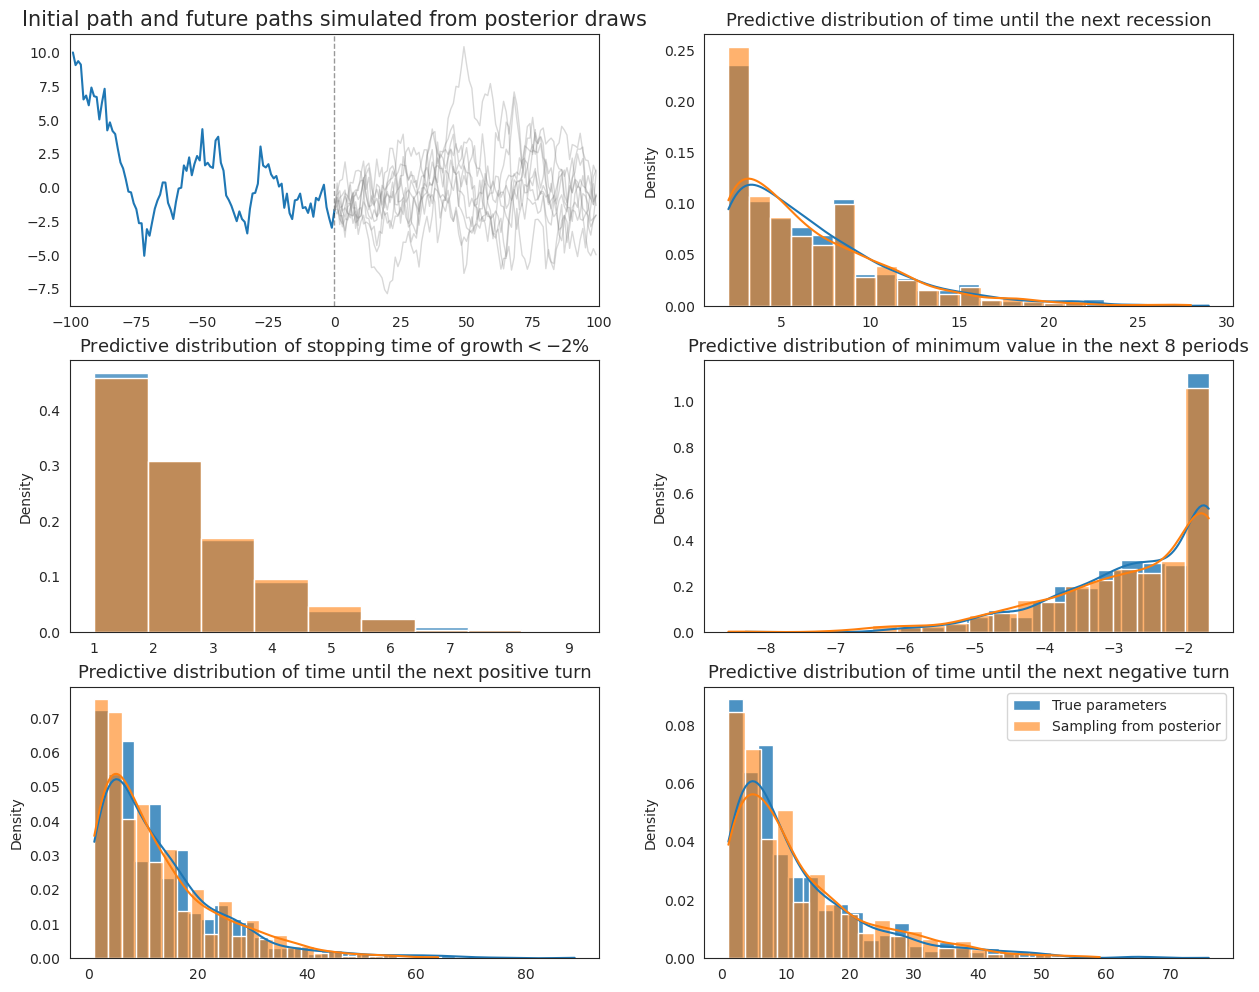 Initial path and future paths simulated from posterior draws
10.0
7.5
5.0
2.5
0.0
−2.5
−5.0
−7.5
−100 −75 −50 −25 0 25 50 75 100
Predictive distribution of time until the next recession
Density
0.25
0.20
0.15
0.10
0.05
0.00
5 10 15 20 25 30
Predictive distribution of stopping time of growth < −2%
Density
0.4
0.3
0.2
0.1
0.0
1 2 3 4 5 6 7 8 9
Predictive distribution of minimum value in the next 8 periods
Density
1.0
0.8
0.6
0.4
0.2
0.0
−8 −7 −6 −5 −4 −3 −2
Predictive distribution of time until the next positive turn
Density
0.07
0.06
0.05
0.04
0.03
0.02
0.01
0.00
0 20 40 60 80
Predictive distribution of time until the next negative turn
Density
0.08
0.06
0.04
0.02
0.00
0 10 20 30 40 50 60 70
True parameters
Sampling from posterior